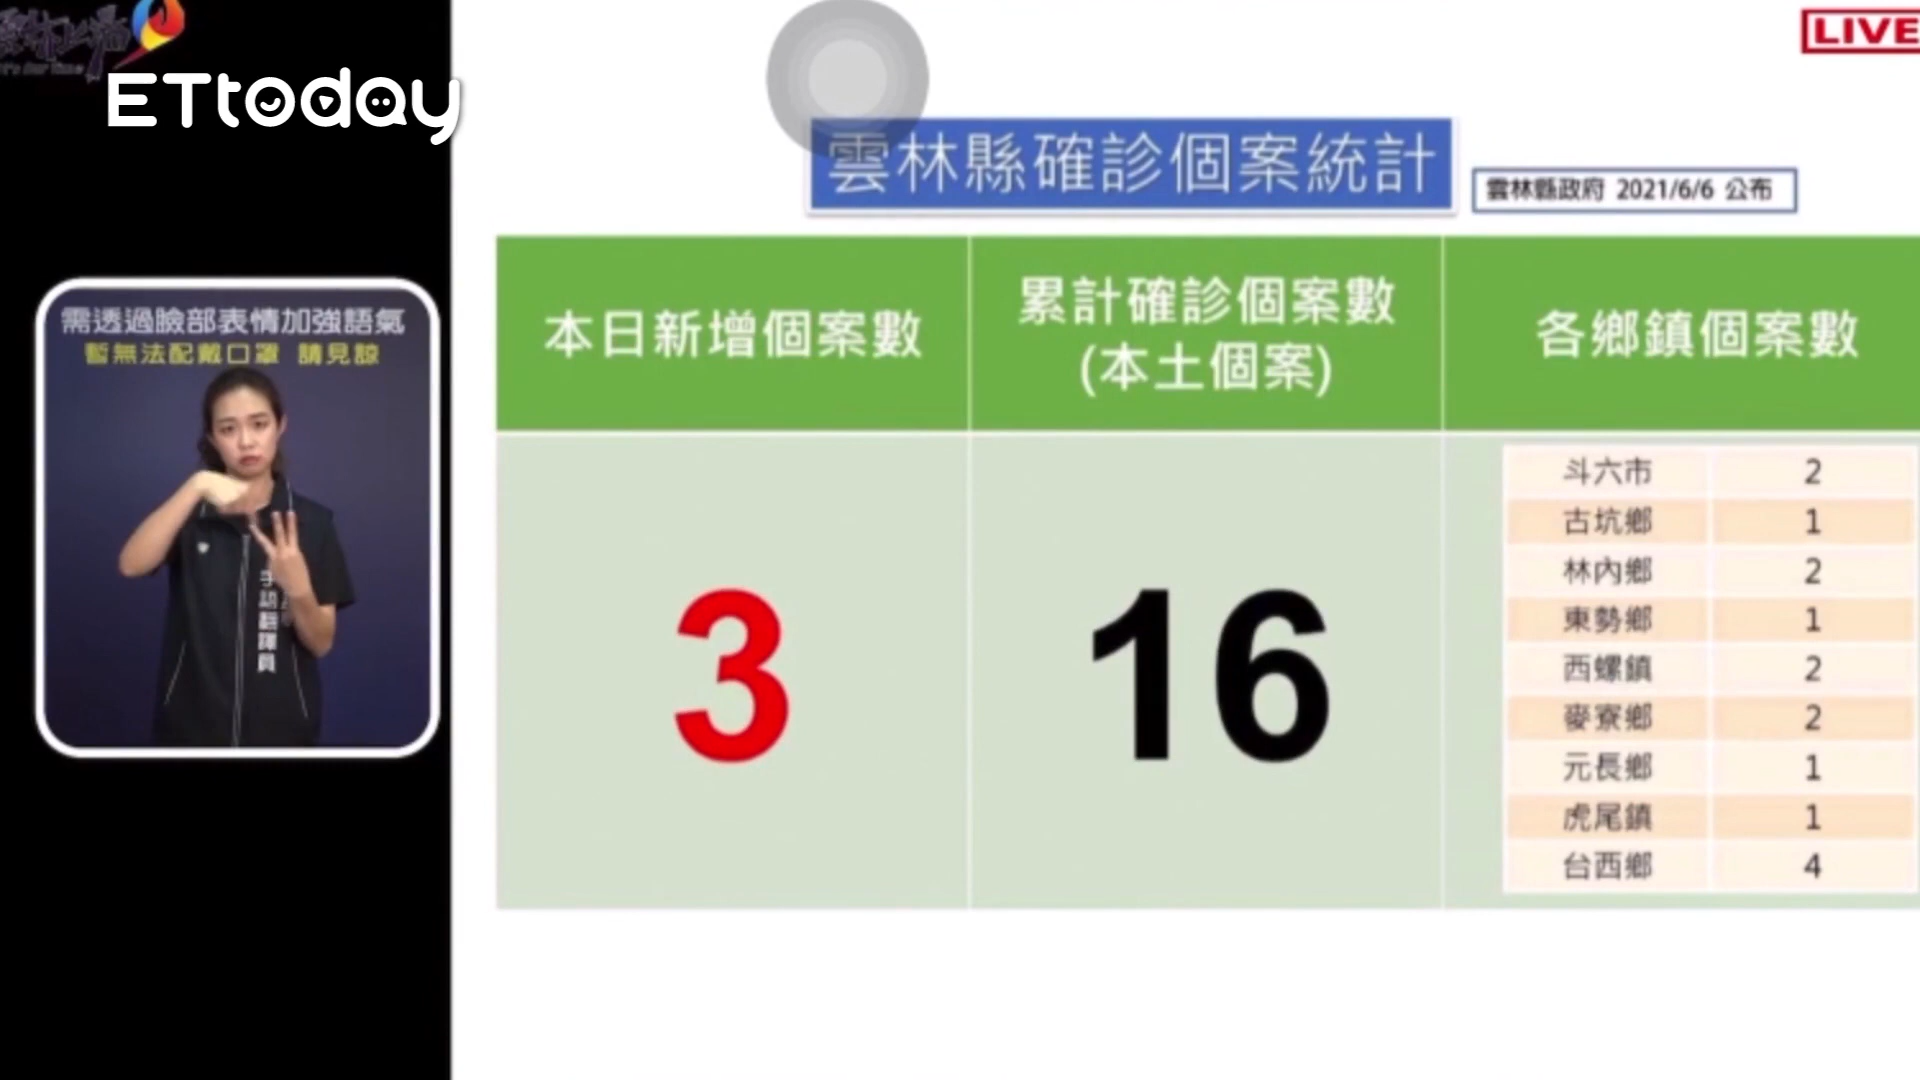 ETtoday
LIVE
雲林縣確診個案統計
雲林縣政府 2021/6/6 公布
需透過臉部表情加強語氣
暫無法配戴口罩 請見諒
手語翻譯員
本日新增個案數
累計確診個案數
(本土個案)
各鄉鎮個案數
3
16
斗六市 2
古坑鄉 1
林內鄉 2
東勢鄉 1
西螺鎮 2
麥寮鄉 2
元長鄉 1
虎尾鎮 1
台西鄉 4